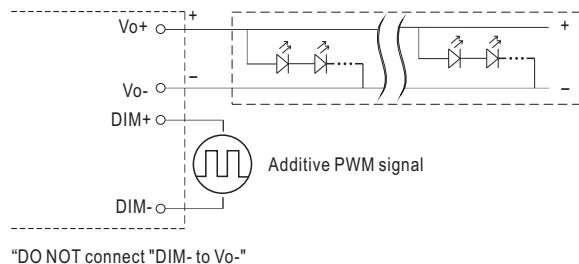 Vo+ + +
Vo- − −
DIM+
Additive PWM signal
DIM-
“DO NOT connect "DIM- to Vo-"